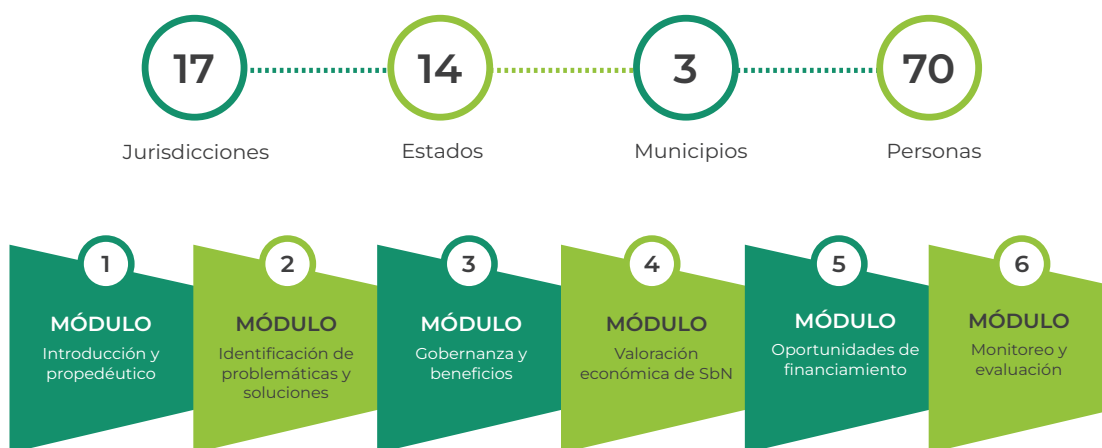 17
14
3
70
Jurisdicciones
Estados
Municipios
Personas
1
MÓDULO
Introducción y
propedéutico
2
MÓDULO
Identificación de
problemáticas y
soluciones
3
MÓDULO
Gobernanza y
beneficios
4
MÓDULO
Valoración
económica de SbN
5
MÓDULO
Oportunidades de
financiamiento
6
MÓDULO
Monitoreo y
evaluación